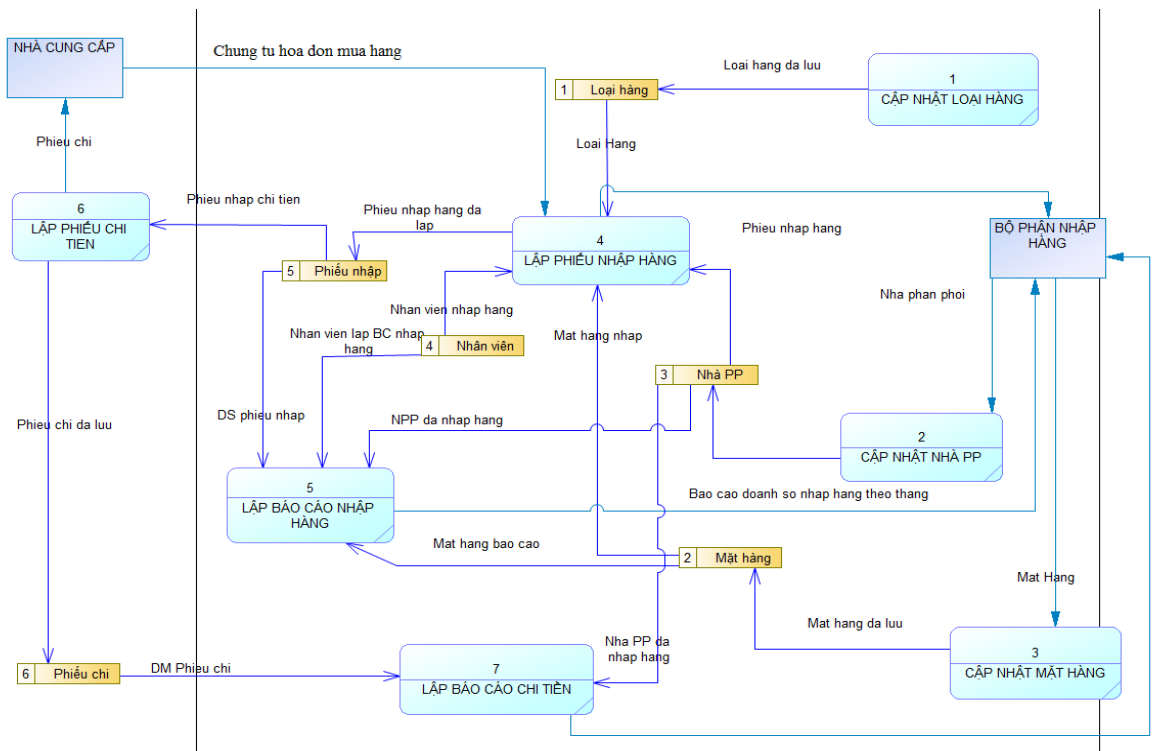 NHÀ CUNG CẤP
Chung tu hoa don mua hang
Loai hang da luu
1
CẬP NHẬT LOẠI HÀNG
1 Loại hàng
Phieu chi
Loai Hang
6
LẬP PHIẾU CHI
TIEN
Phieu nhap chi tien
Phieu nhap hang da
lap
4
LẬP PHIẾU NHẬP HÀNG
Phieu nhap hang
BỘ PHẬN NHẬP
HÀNG
5 Phiếu nhập
Nha phan phoi
Nhan vien nhap hang
Nhan vien lap BC nhap
hang
4 Nhân viên
Mat hang nhap
3 Nhà PP
Phieu chi da luu
DS phieu nhap
NPP da nhap hang
2
CẬP NHẬT NHÀ PP
5
LẬP BÁO CÁO NHẬP
HÀNG
Bao cao doanh so nhap hang theo thang
Mat hang bao cao
2 Mặt hàng
Mat Hang
Mat hang da luu
Nha PP da
nhap hang
3
CẬP NHẬT MẶT HÀNG
6 Phiếu chi
DM Phieu chi
7
LẬP BÁO CÁO CHI TIỀN